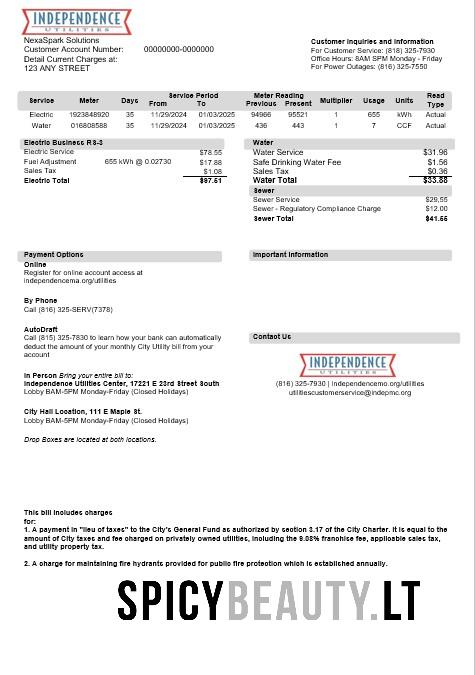 INDEPENDENCE
UTILITIES
NexaSpark Solutions
Customer Account Number: 00000000-0000000
Detail Current Charges at:
123 ANY STREET
Customer Inquiries and Information
For Customer Service: (818) 325-7930
Office Hours: 8AM SPM Monday - Friday
For Power Outages: (816) 325-7550
Service Meter Days Service Period From To Meter Reading Previous Present Multiplier Usage Units Read Type
Electric 1923848920 35 11/29/2024 01/03/2025 94966 95521 1 655 kWh Actual
Water 016808588 35 11/29/2024 01/03/2025 436 443 1 7 CCF Actual
Electric Business RS-3
Electric Service $78.55
Fuel Adjustment 655 kWh @ 0.02730 $17.88
Sales Tax $1.08
Electric Total $97.51
Water
Water Service $31.96
Safe Drinking Water Fee $1.56
Sales Tax $0.36
Water Total $33.88
Sewer
Sewer Service $29,55
Sewer - Regulatory Compliance Charge $12.00
Sewer Total $41.55
Payment Options
Online
Register for online account access at
independencema.org/utilities
By Phone
Call (816) 325-SERV(7378)
AutoDraft
Call (815) 325-7830 to learn how your bank can automatically
deduct the amount of your monthly City Utility bill from your
account
In Person Bring your entire bill to:
Independence Utilities Center, 17221 E 23rd Street South
Lobby BAM-5PM Monday-Friday (Closed Holidays)
City Hall Location, 111 E Maple St.
Lobby BAM-5PM Monday-Friday (Closed Holidays)
Drop Boxes are located at both locations.
Important Information
Contact Us
INDEPENDENCE
UTILITIES
(816) 325-7930 | Independencemo.org/utilities
utilitiescustomerservice@indepmc.org
This bill includes charges
for:
1. A payment in "lieu of taxes" to the City's General Fund as authorized by section 3.17 of the City Charter. It is equal to the
amount of City taxes and fee charged on privately owned utilities, including the 9.08% franchise fee, applicable sales tax,
and utility property tax.
2. A charge for maintaining fire hydrants provided for public fire protection which is established annually.
SPICYBEAUTY.LT